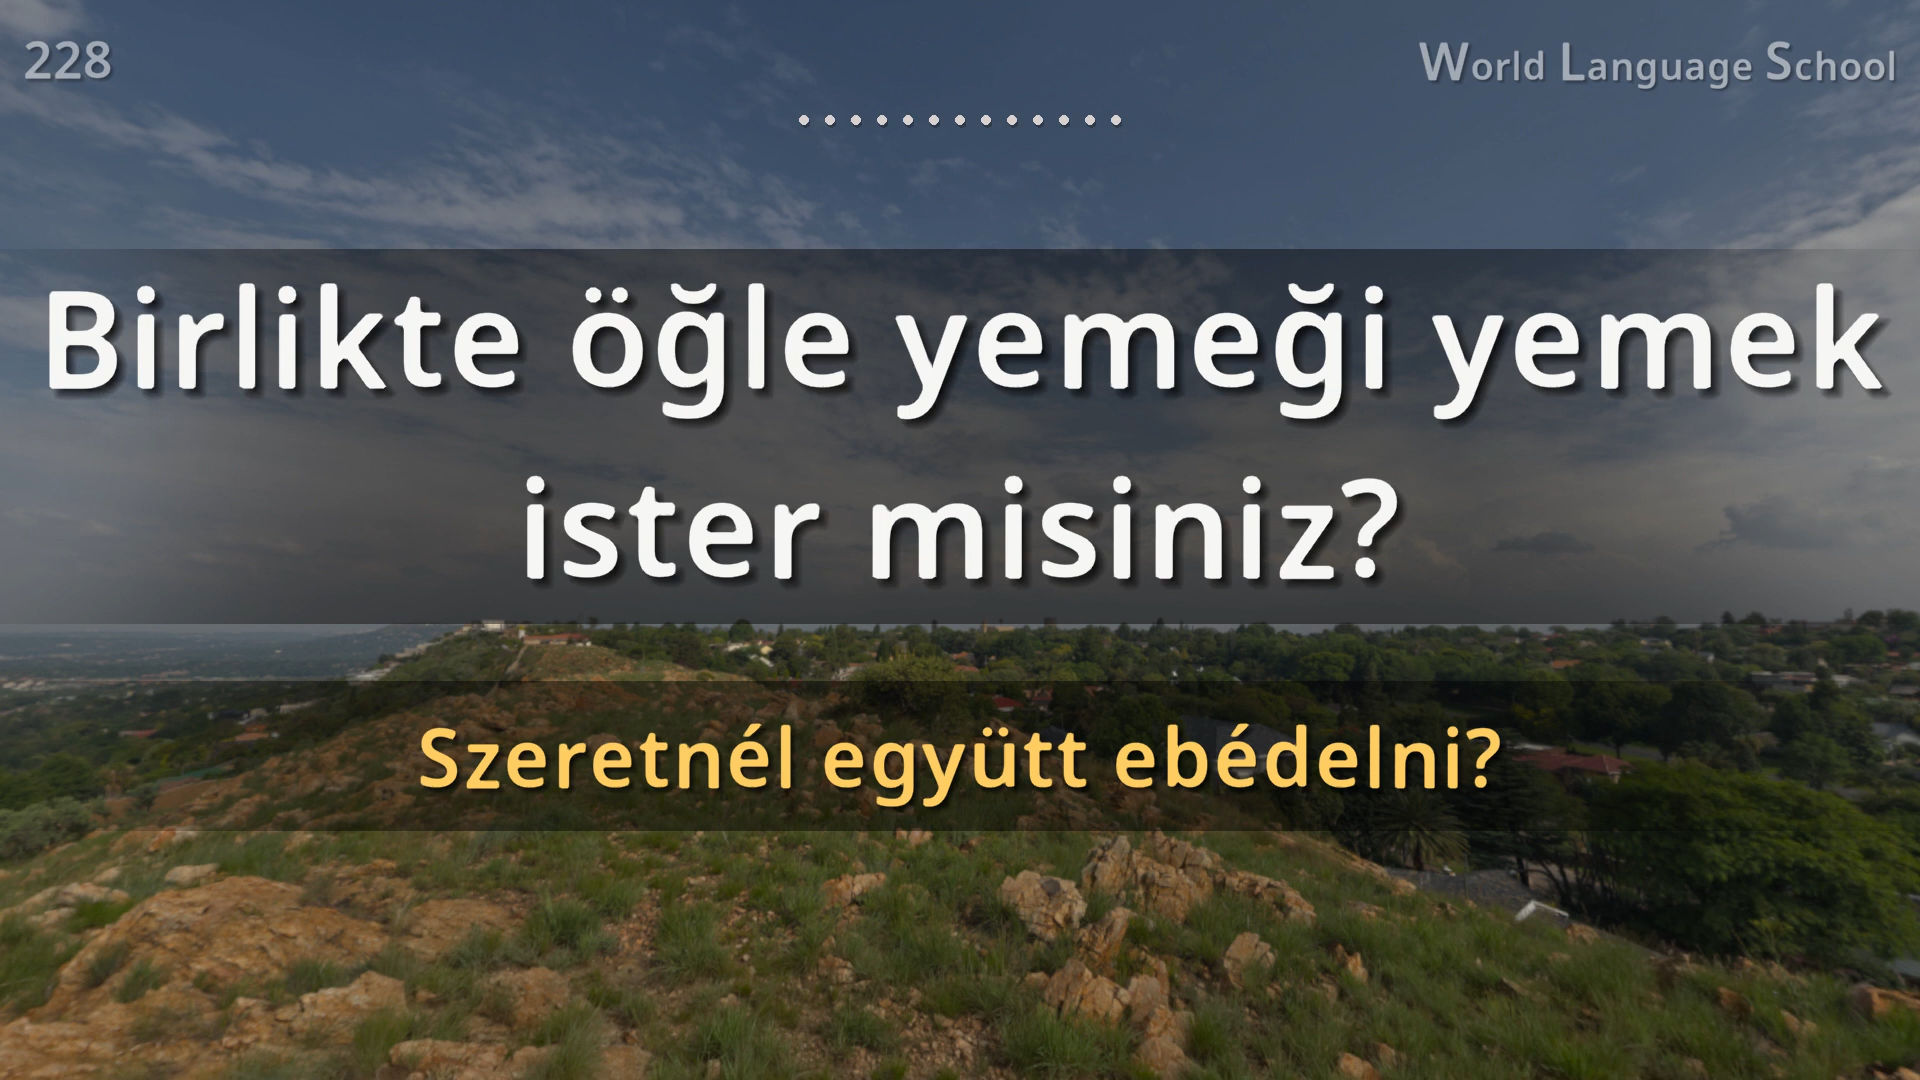 228
World Language School
Birlikte öğle yemeği yemek
ister misiniz?
Szeretnél együtt ebédelni?